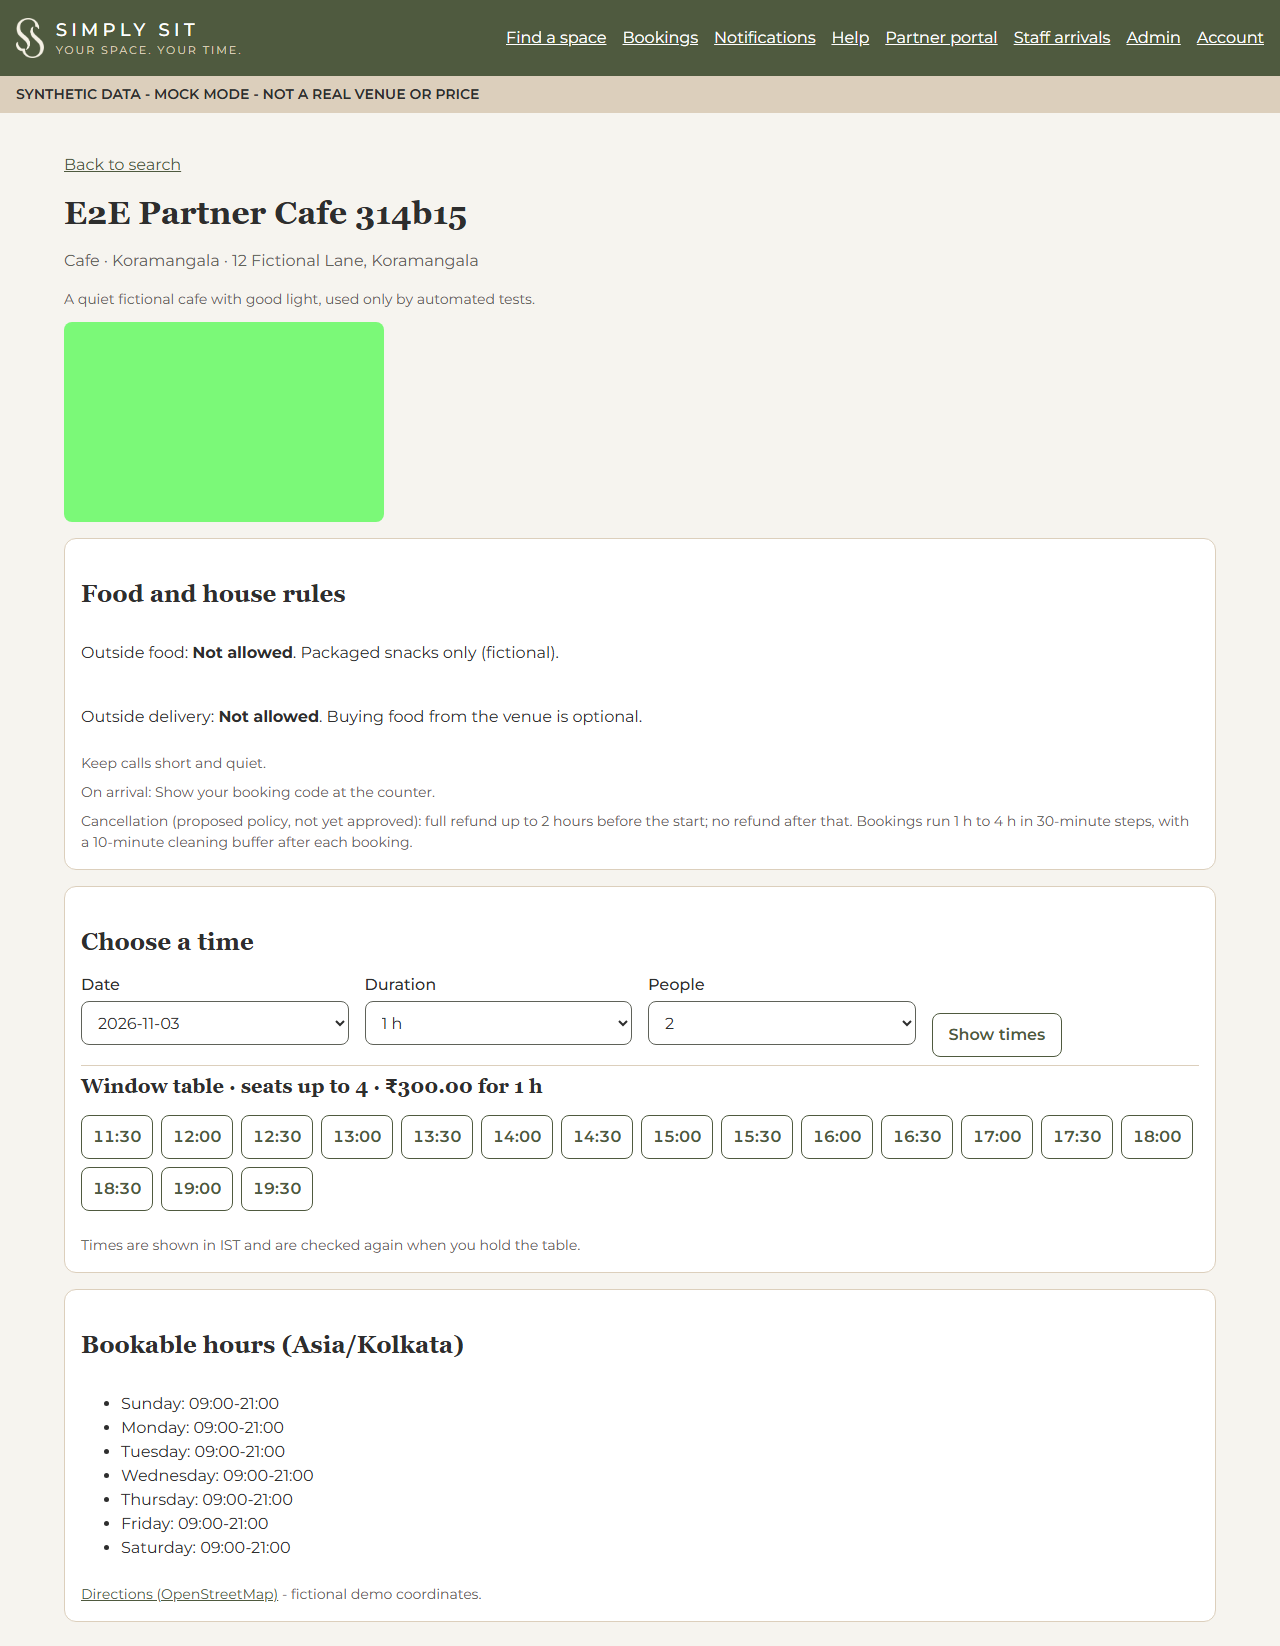 SIMPLY SIT
YOUR SPACE. YOUR TIME.
Find a space Bookings Notifications Help Partner portal Staff arrivals Admin Account
SYNTHETIC DATA - MOCK MODE - NOT A REAL VENUE OR PRICE
Back to search
E2E Partner Cafe 314b15
Cafe · Koramangala · 12 Fictional Lane, Koramangala
A quiet fictional cafe with good light, used only by automated tests.
Food and house rules
Outside food: Not allowed. Packaged snacks only (fictional).
Outside delivery: Not allowed. Buying food from the venue is optional.
Keep calls short and quiet.
On arrival: Show your booking code at the counter.
Cancellation (proposed policy, not yet approved): full refund up to 2 hours before the start; no refund after that. Bookings run 1 h to 4 h in 30-minute steps, with
a 10-minute cleaning buffer after each booking.
Choose a time
Date Duration People
2026-11-03 1 h 2 Show times
Window table · seats up to 4 · ₹300.00 for 1 h
11:30 12:00 12:30 13:00 13:30 14:00 14:30 15:00 15:30 16:00 16:30 17:00 17:30 18:00
18:30 19:00 19:30
Times are shown in IST and are checked again when you hold the table.
Bookable hours (Asia/Kolkata)
• Sunday: 09:00-21:00
• Monday: 09:00-21:00
• Tuesday: 09:00-21:00
• Wednesday: 09:00-21:00
• Thursday: 09:00-21:00
• Friday: 09:00-21:00
• Saturday: 09:00-21:00
Directions (OpenStreetMap) - fictional demo coordinates.